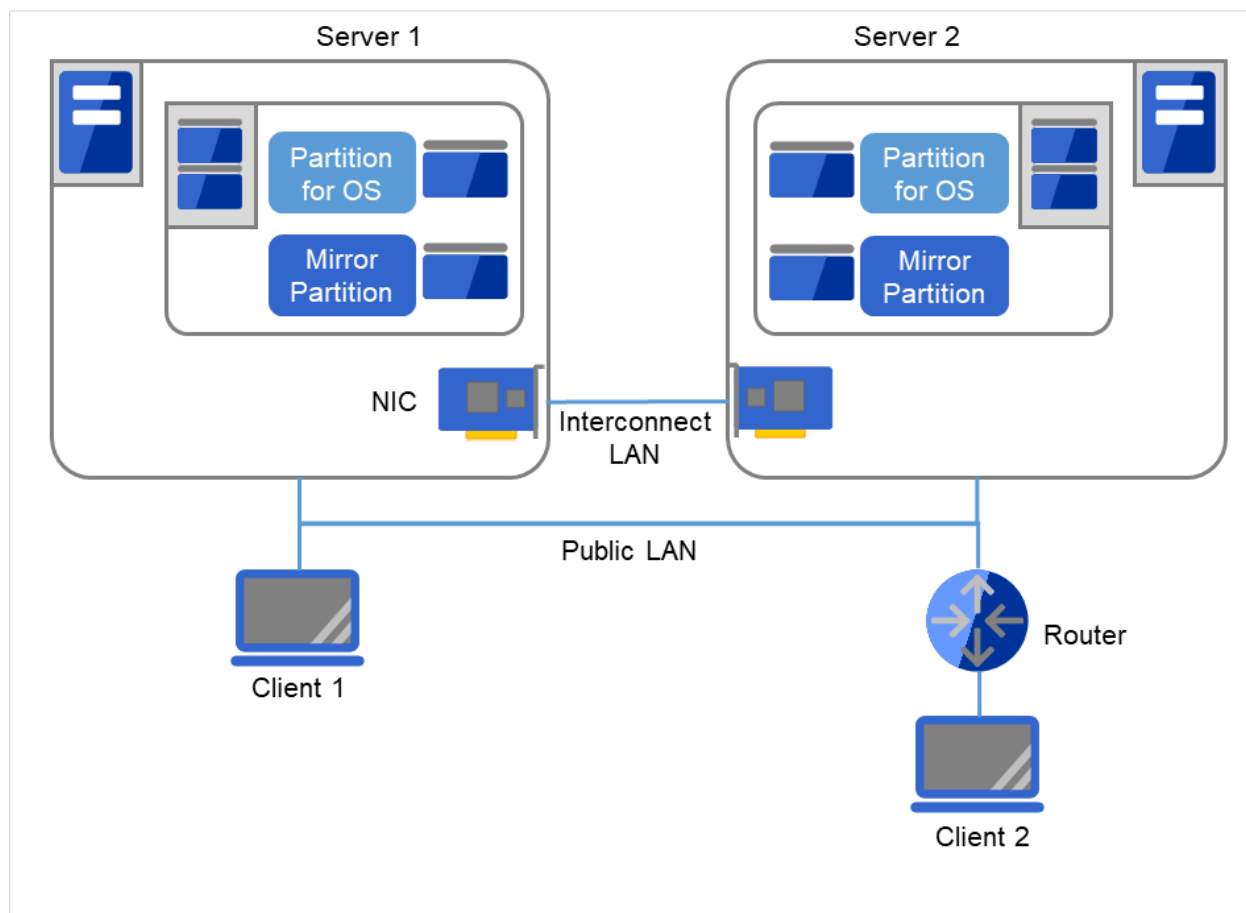 Server 1
Server 2
Partition
for OS
Partition
for OS
Mirror
Partition
Mirror
Partition
NIC
Interconnect
LAN
Public LAN
Router
Client 1
Client 2